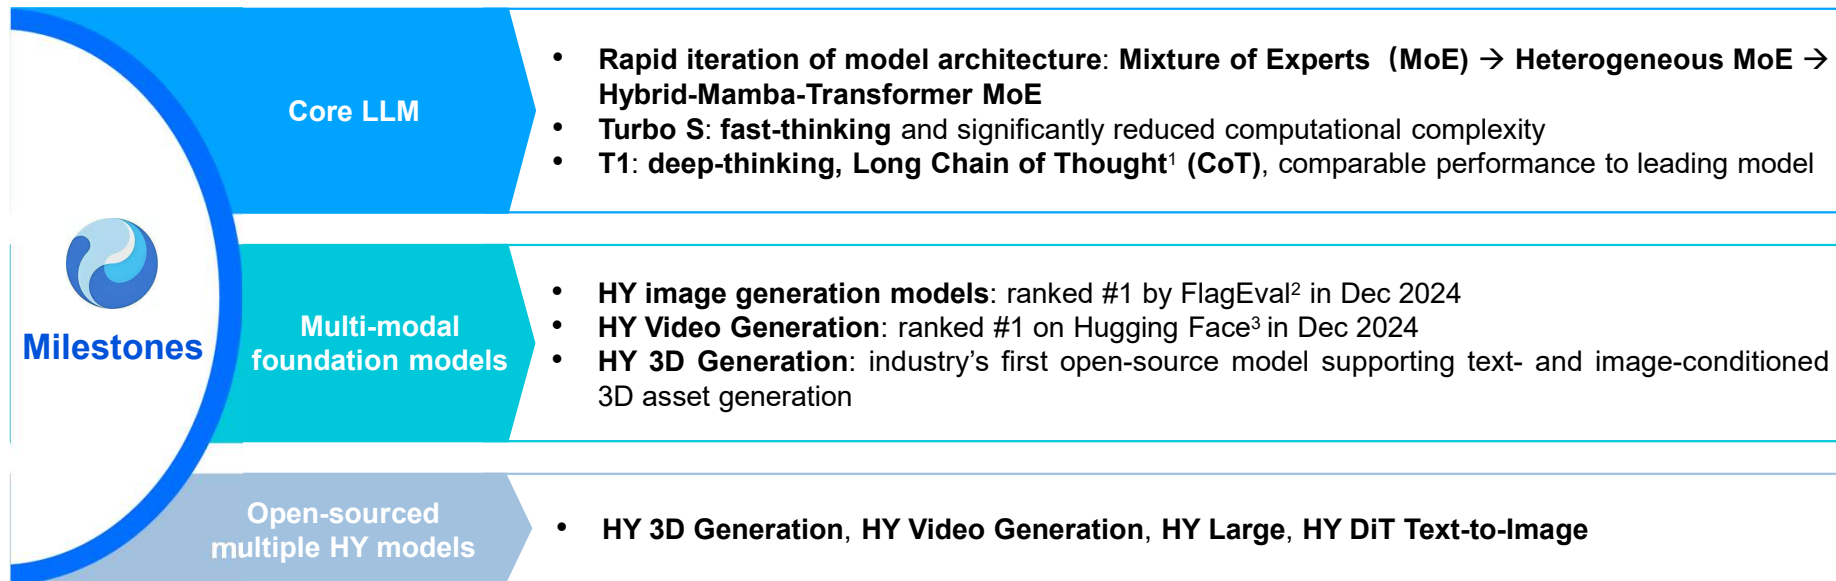 Milestones
Core LLM
• Rapid iteration of model architecture: Mixture of Experts（MoE) → Heterogeneous MoE →
Hybrid-Mamba-Transformer MoE
• Turbo S: fast-thinking and significantly reduced computational complexity
• T1: deep-thinking, Long Chain of Thought¹ (CoT), comparable performance to leading model
Multi-modal
foundation models
• HY image generation models: ranked #1 by FlagEval² in Dec 2024
• HY Video Generation: ranked #1 on Hugging Face³ in Dec 2024
• HY 3D Generation: industry’s first open-source model supporting text- and image-conditioned
3D asset generation
Open-sourced
multiple HY models
• HY 3D Generation, HY Video Generation, HY Large, HY DiT Text-to-Image